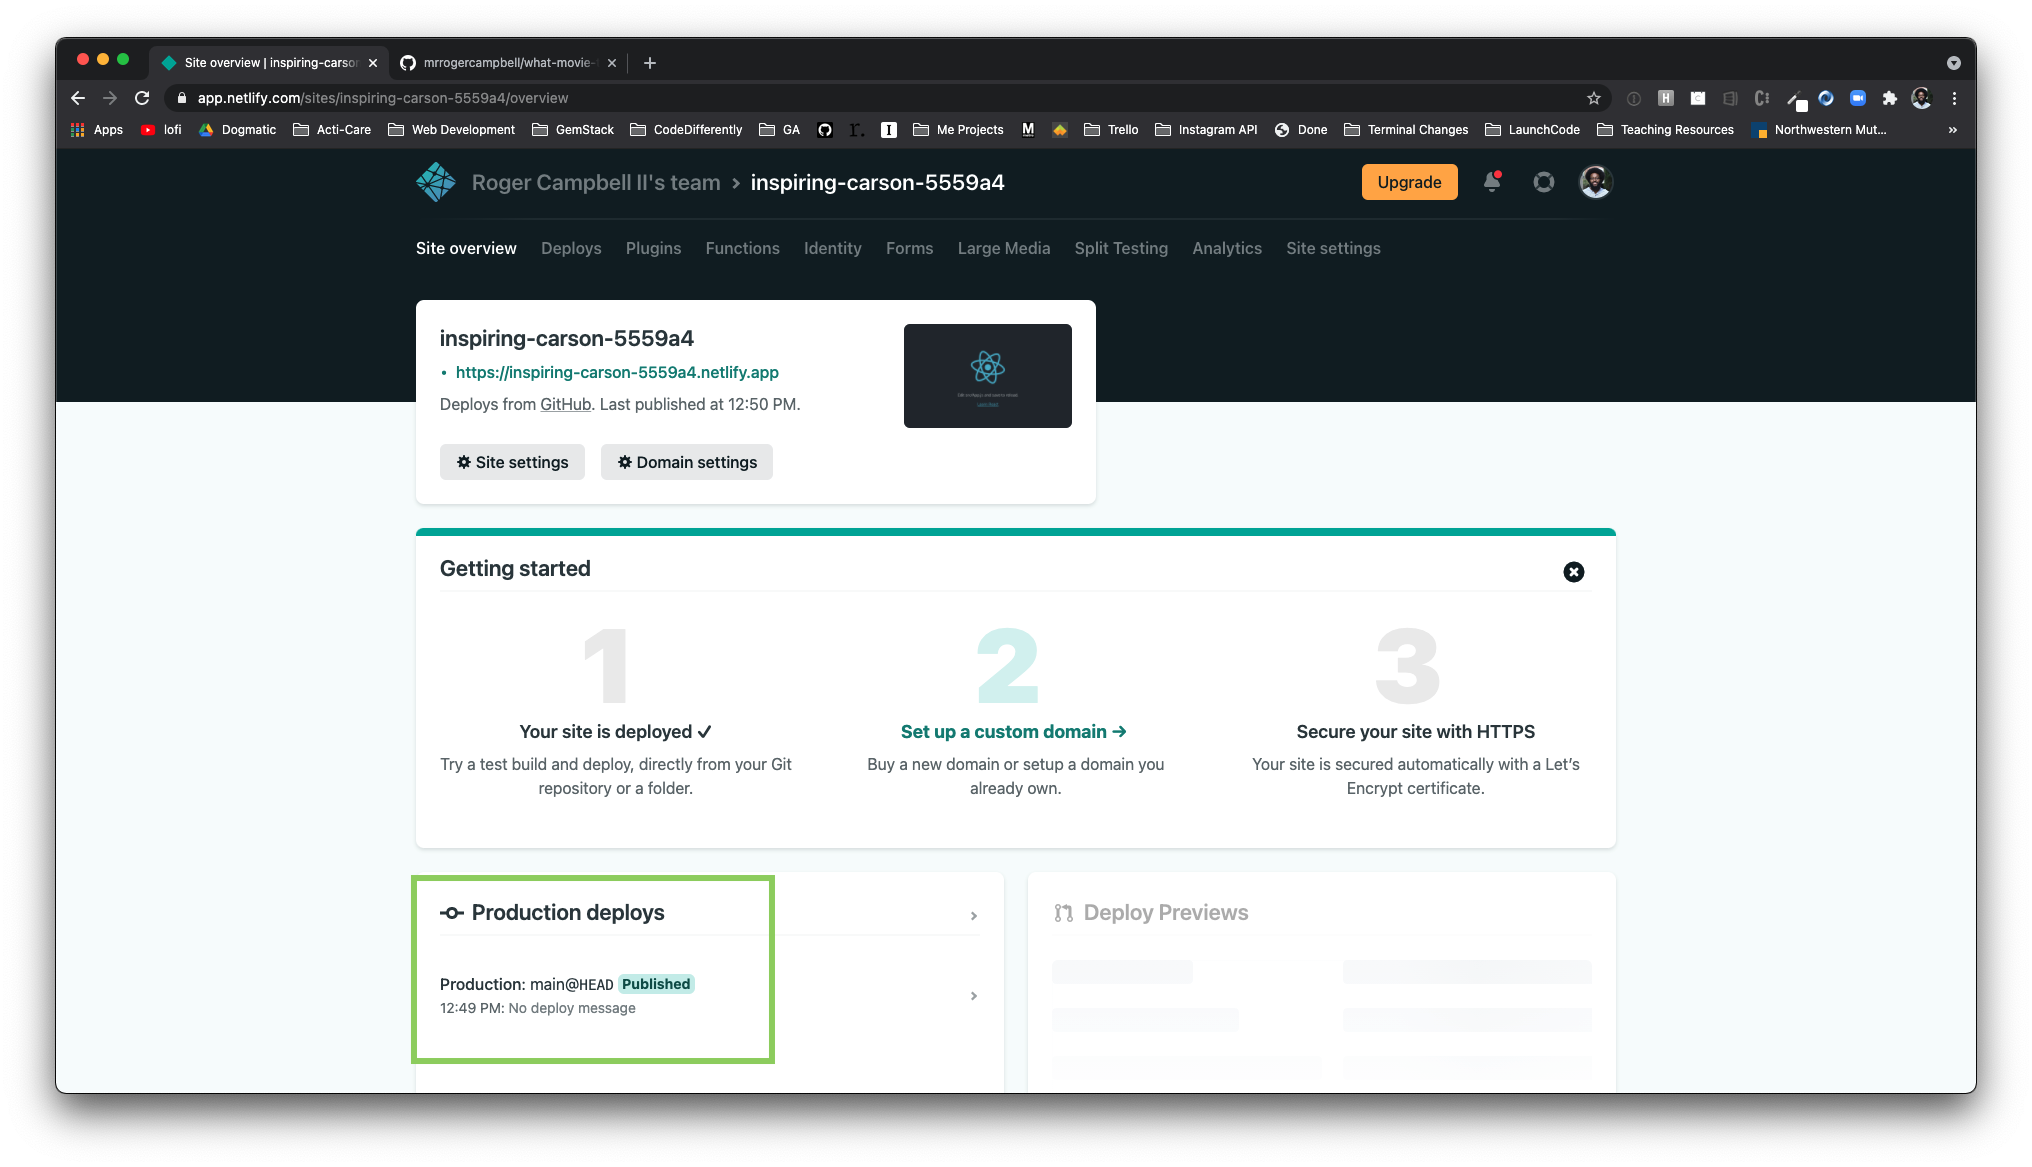 Site overview | inspiring-carson
mrrogercampbell/what-movie-
app.netlify.com/sites/inspiring-carson-5559a4/overview
Apps lofi Dogmatic Acti-Care Web Development GemStack CodeDifferently GA r. I Me Projects M Trello Instagram API Done Terminal Changes LaunchCode Teaching Resources Northwestern Mut... »
Roger Campbell II's team > inspiring-carson-5559a4
Upgrade
Site overview Deploys Plugins Functions Identity Forms Large Media Split Testing Analytics Site settings
inspiring-carson-5559a4
• https://inspiring-carson-5559a4.netlify.app
Deploys from GitHub. Last published at 12:50 PM.
Site settings Domain settings
Getting started
1
Your site is deployed ✓
Try a test build and deploy, directly from your Git
repository or a folder.
2
Set up a custom domain →
Buy a new domain or setup a domain you
already own.
3
Secure your site with HTTPS
Your site is secured automatically with a Let's
Encrypt certificate.
Production deploys
Production: main@HEAD Published
12:49 PM: No deploy message
Deploy Previews